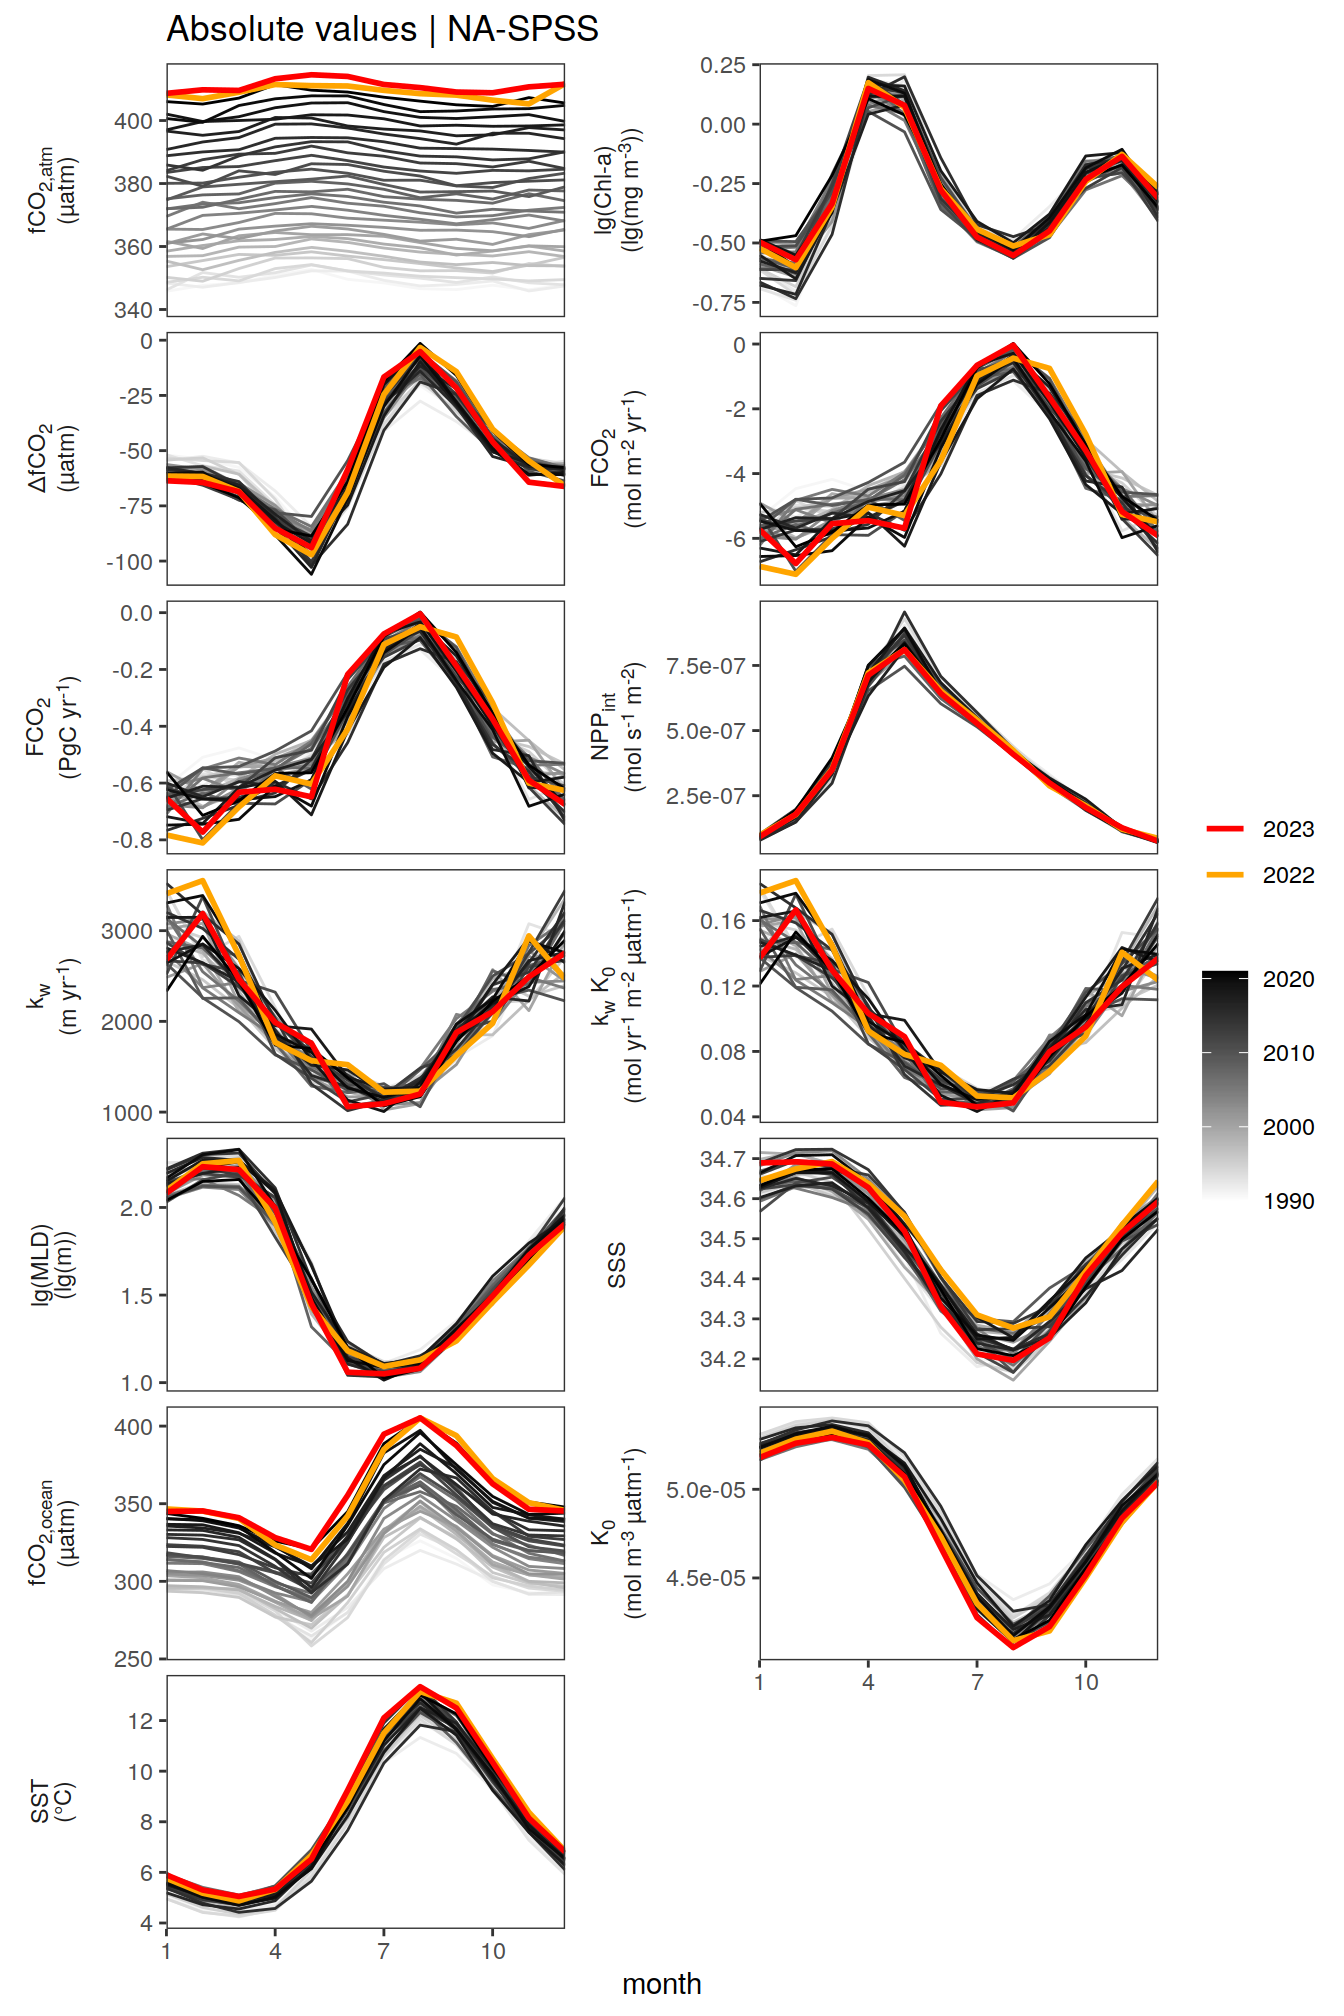 Absolute values | NA-SPSS
fCO2,atm
(µatm)
400
380
360
340
lg(Chl-a)
(lg(mg m-3))
0.25
0.00
-0.25
-0.50
-0.75
ΔfCO2
(µatm)
0
-25
-50
-75
-100
FCO2
(mol m-2 yr-1)
0
-2
-4
-6
FCO2
(PgC yr-1)
0.0
-0.2
-0.4
-0.6
-0.8
NPPint
(mol s-1 m-2)
7.5e-07
5.0e-07
2.5e-07
kw
(m yr-1)
3000
2000
1000
kw K0
(mol yr-1 m-2 µatm-1)
0.16
0.12
0.08
0.04
lg(MLD)
(lg(m))
2.0
1.5
1.0
SSS
34.7
34.6
34.5
34.4
34.3
34.2
fCO2,ocean
(µatm)
400
350
300
250
K0
(mol m-3 µatm-1)
5.0e-05
4.5e-05
1 4 7 10
SST
(°C)
12
10
8
6
4
1 4 7 10
month
2023
2022
2020
2010
2000
1990